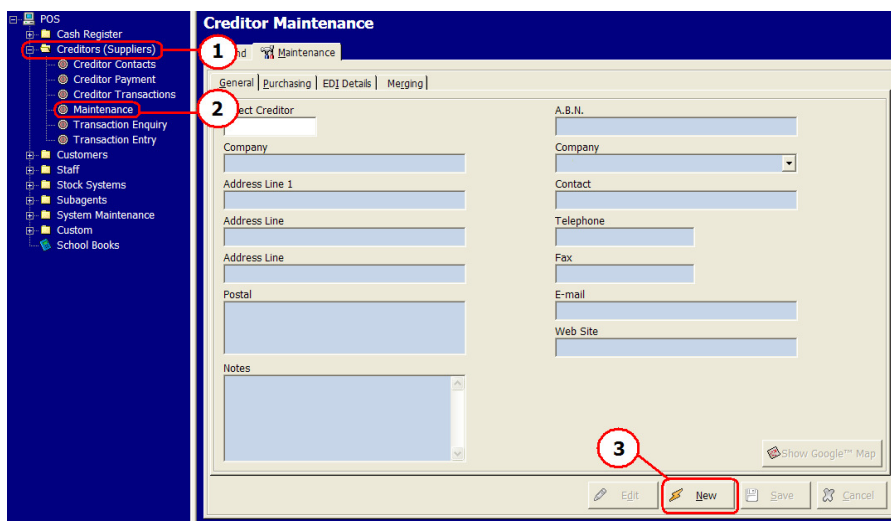 POS
Cash Register
Creditors (Suppliers)
Creditor Contacts
Creditor Payment
Creditor Transactions
Maintenance
Transaction Enquiry
Transaction Entry
Customers
Staff
Stock Systems
Subagents
System Maintenance
Custom
School Books
1
2
Creditor Maintenance
nd Maintenance
General Purchasing EDI Details Merging
ect Creditor
Company
Address Line 1
Address Line
Address Line
Postal
Notes
A.B.N.
Company
Contact
Telephone
Fax
E-mail
Web Site
3
Show Google™ Map
Edit New Save Cancel